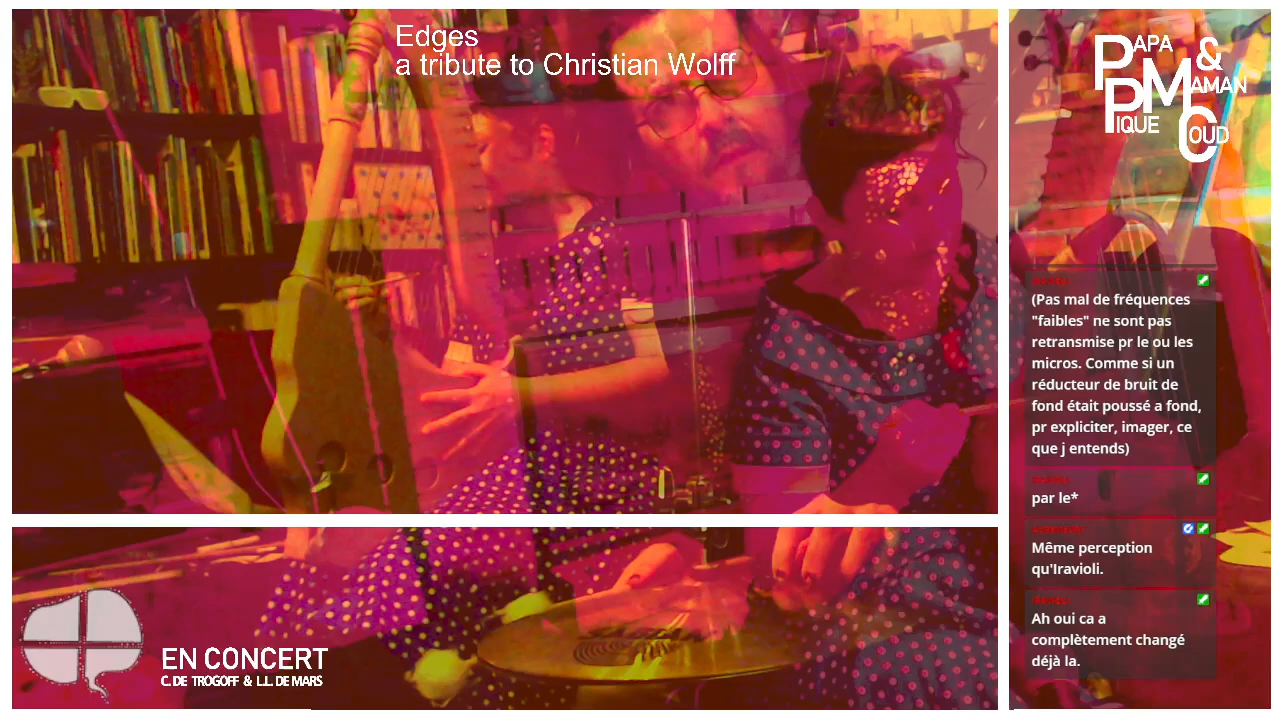 Edges
a tribute to Christian Wolff
PAPA &
MAMAN
PIQUE
COUD
(Pas mal de fréquences
"faibles" ne sont pas
retransmise pr le ou les
micros. Comme si un
réducteur de bruit de
fond était poussé a fond,
pr expliciter, imager, ce
que j entends)
par le*
Même perception
qu'Iravioli.
Ah oui ca a
complètement changé
déjà la.
EN CONCERT
C. DE TROGOFF & L.L. DE MARS